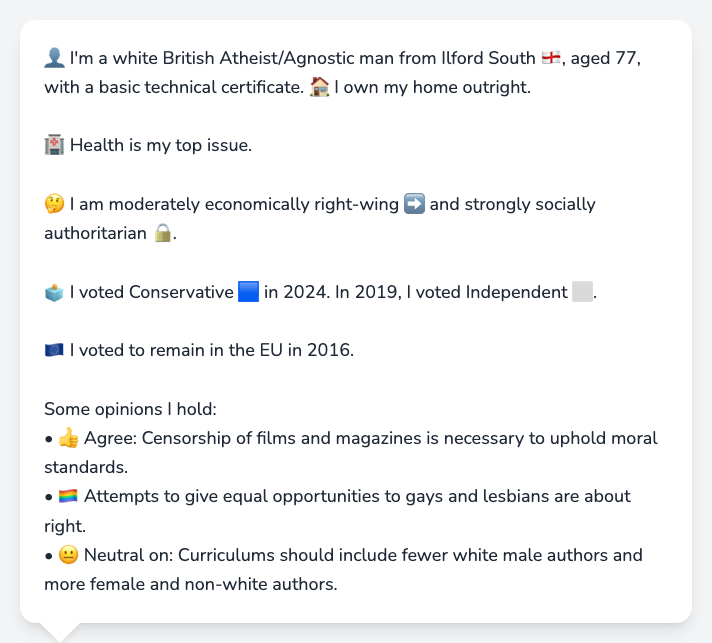 👤 I'm a white British Atheist/Agnostic man from Ilford South 🏴󠁧󠁢󠁥󠁮󠁧󠁿, aged 77,
with a basic technical certificate. 🏠 I own my home outright.
🏥 Health is my top issue.
🤔 I am moderately economically right-wing ➡️ and strongly socially
authoritarian 🔒.
🗳️ I voted Conservative 🟦 in 2024. In 2019, I voted Independent ⬜.
🇪🇺 I voted to remain in the EU in 2016.
Some opinions I hold:
• 👍 Agree: Censorship of films and magazines is necessary to uphold moral
standards.
• 🏳️‍🌈 Attempts to give equal opportunities to gays and lesbians are about
right.
• 😐 Neutral on: Curriculums should include fewer white male authors and
more female and non-white authors.